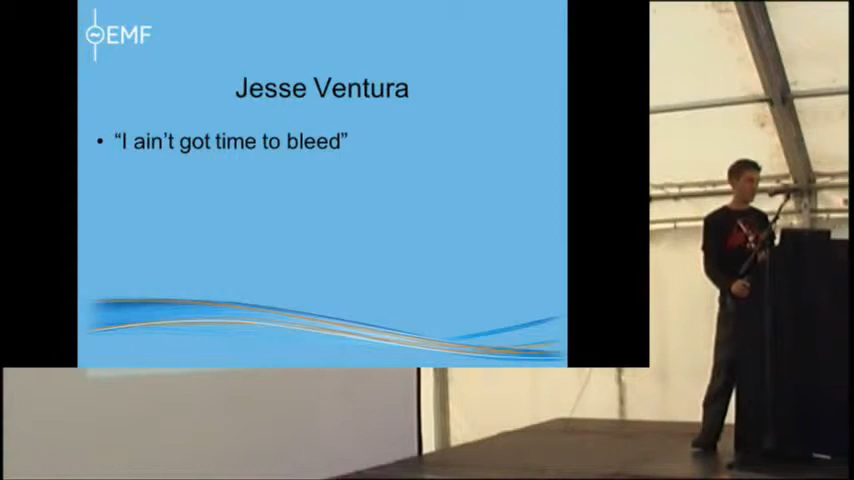 EMF
Jesse Ventura
• “I ain’t got time to bleed”